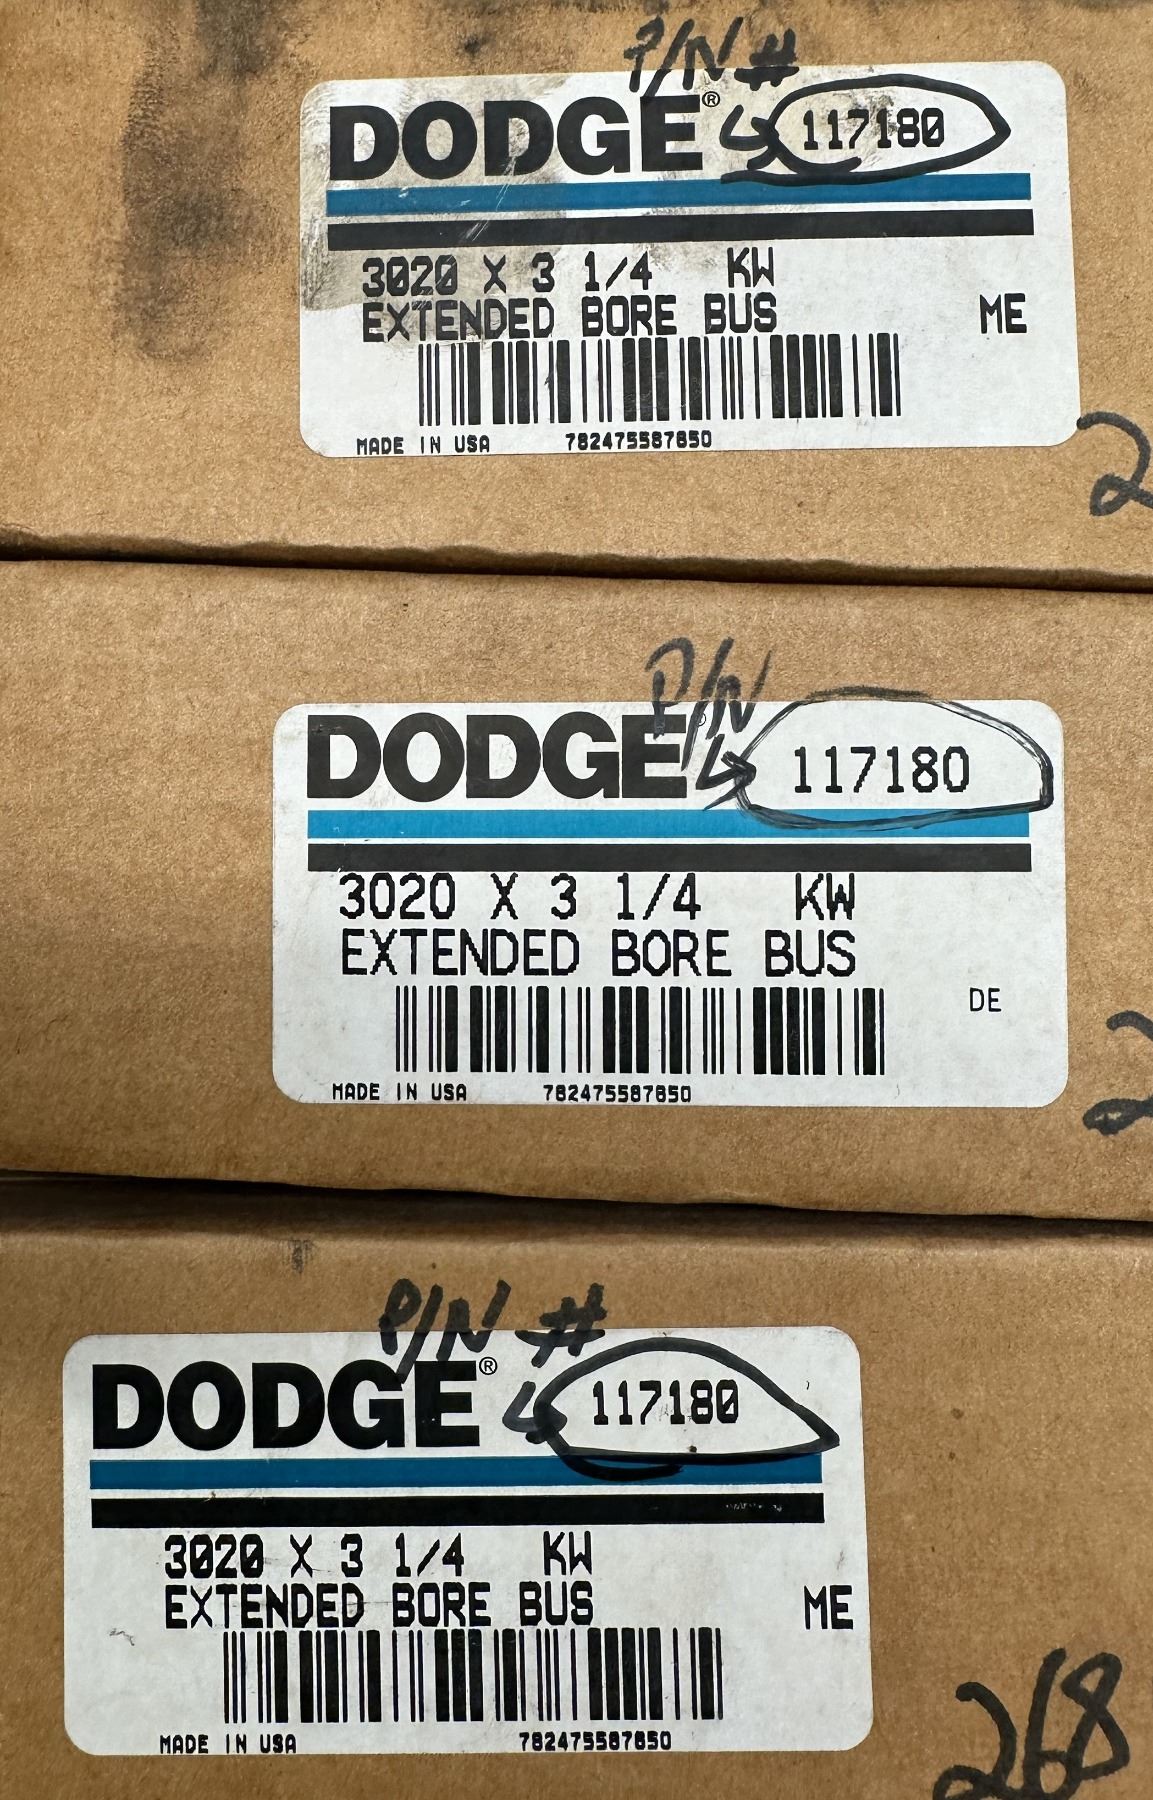 P/N #
DODGE® 117180
3020 X 3 1/4 KW
EXTENDED BORE BUS ME
MADE IN USA 782475587850
2
P/N
DODGE® 117180
3020 X 3 1/4 KW
EXTENDED BORE BUS
DE
MADE IN USA 782475587850
2
P/N #
DODGE® 117180
3020 X 3 1/4 KW
EXTENDED BORE BUS ME
MADE IN USA 782475587850
268